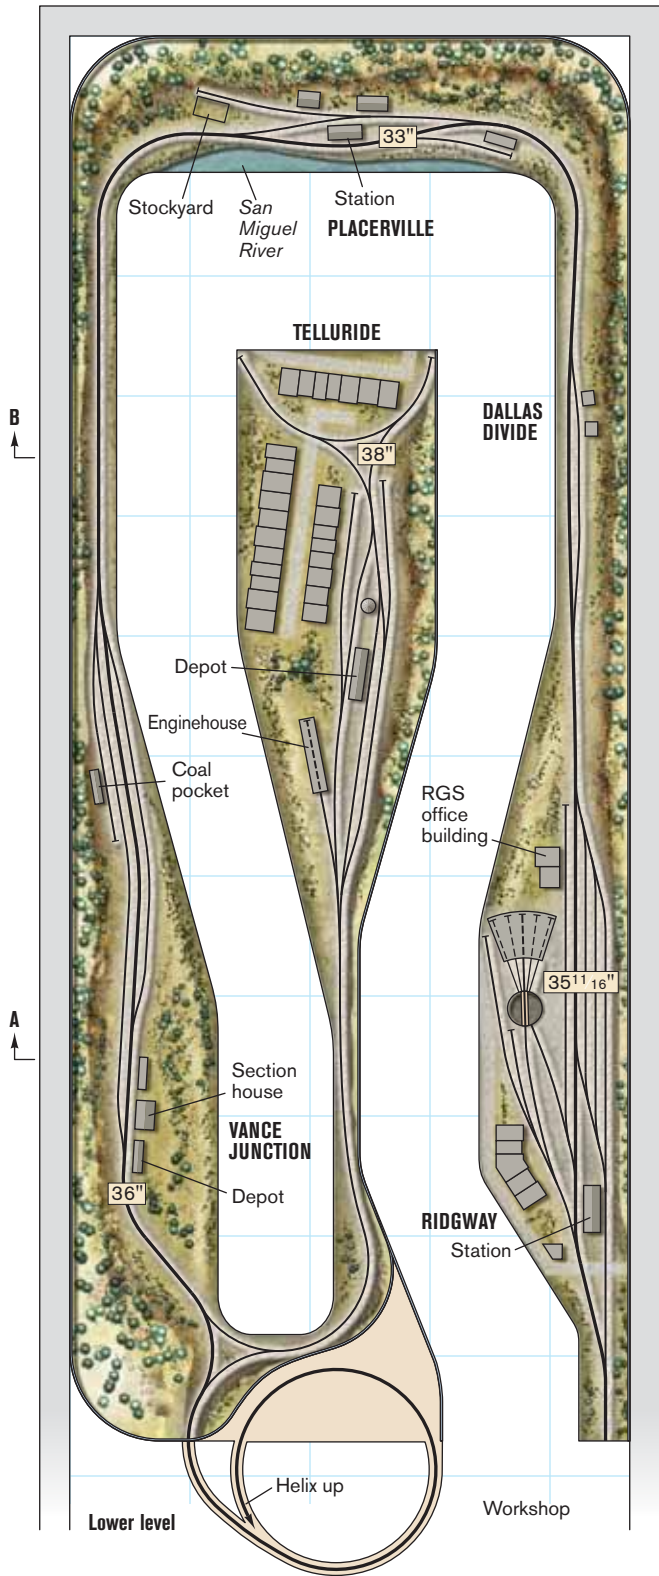 33"
Stockyard
San
Miguel
River
Station
PLACERVILLE
TELLURIDE
DALLAS
DIVIDE
B
38"
Depot
Enginehouse
Coal
pocket
RGS
office
building
35 11 16"
A
Section
house
VANCE
JUNCTION
36"
Depot
RIDGWAY
Station
Helix up
Lower level
Workshop